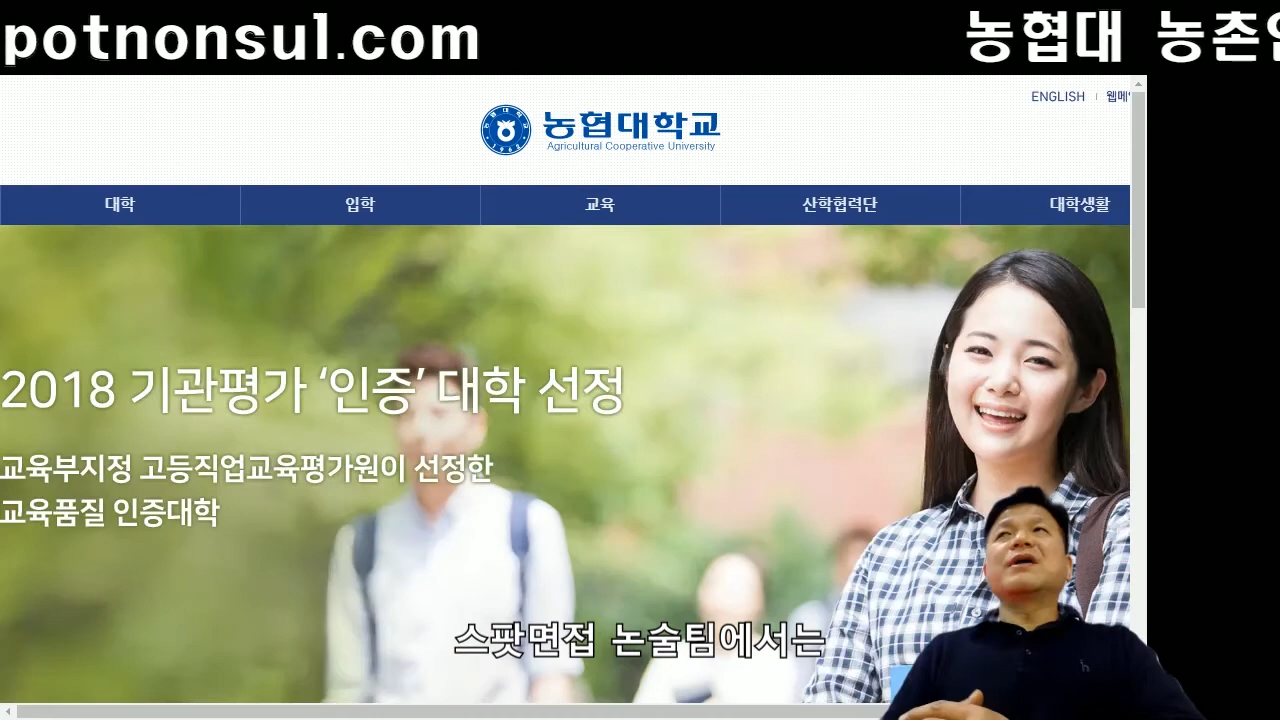 potnonsul.com
농협대 농촌인
ENGLISH
웹메일
농협대학교
Agricultural Cooperative University
대학
입학
교육
산학협력단
대학생활
2018 기관평가 ‘인증’ 대학 선정
교육부지정 고등직업교육평가원이 선정한
교육품질 인증대학
스팟면접 논술팀에서는